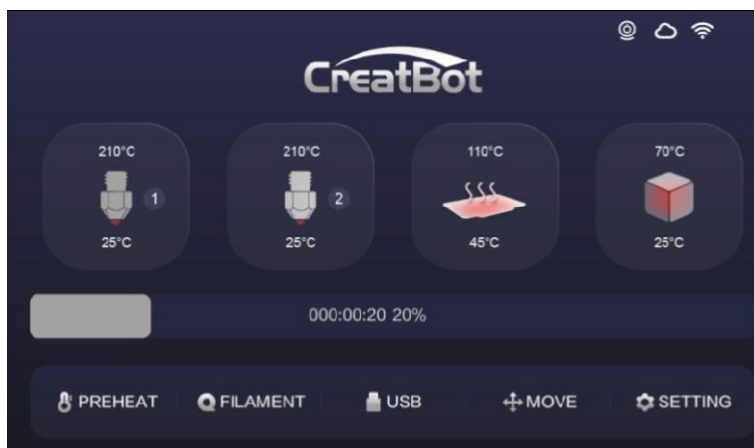 CreatBot
210°C 210°C 110°C 70°C
1 2
25°C 25°C 45°C 25°C
000:00:20 20%
PREHEAT FILAMENT USB MOVE SETTING